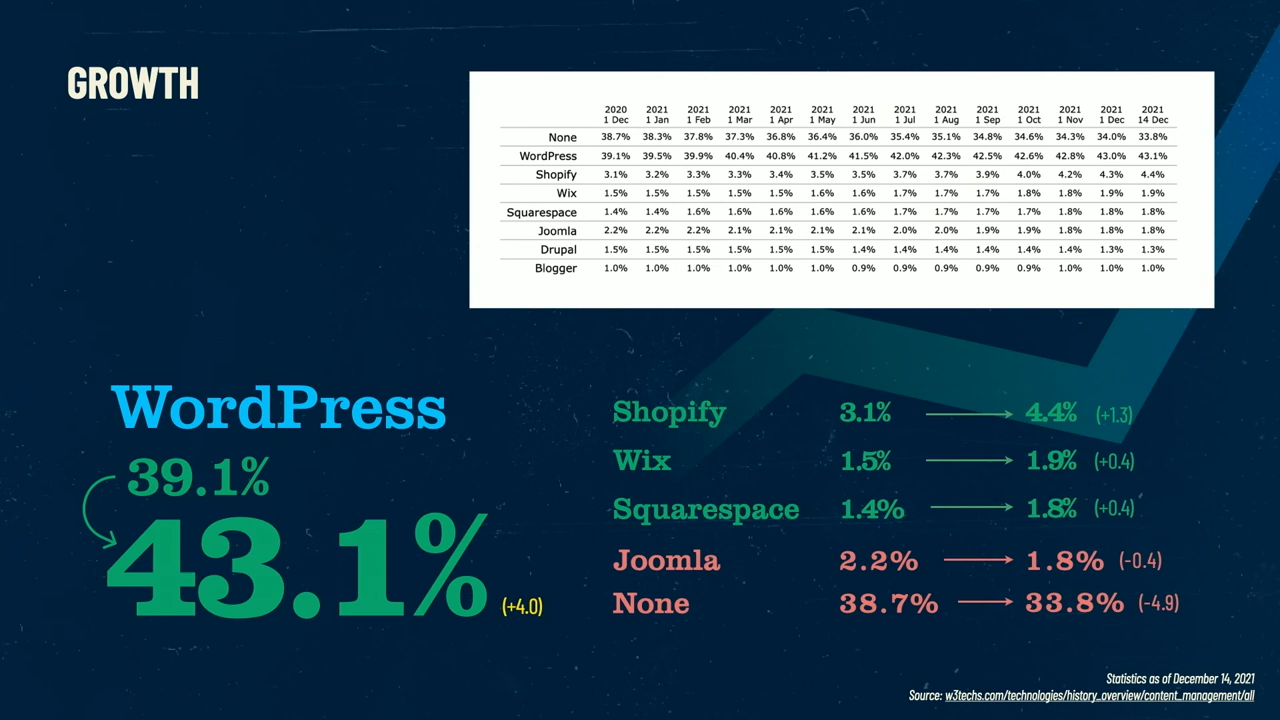 GROWTH
2020 2021 2021 2021 2021 2021 2021 2021 2021 2021 2021 2021 2021 2021
1 Dec 1 Jan 1 Feb 1 Mar 1 Apr 1 May 1 Jun 1 Jul 1 Aug 1 Sep 1 Oct 1 Nov 1 Dec 14 Dec
None 38.7% 38.3% 37.8% 37.3% 36.8% 36.4% 36.0% 35.4% 35.1% 34.8% 34.6% 34.3% 34.0% 33.8%
WordPress 39.1% 39.5% 39.9% 40.4% 40.8% 41.2% 41.5% 42.0% 42.3% 42.5% 42.6% 42.8% 43.0% 43.1%
Shopify 3.1% 3.2% 3.3% 3.3% 3.4% 3.5% 3.5% 3.7% 3.7% 3.9% 4.0% 4.2% 4.3% 4.4%
Wix 1.5% 1.5% 1.5% 1.5% 1.5% 1.6% 1.6% 1.7% 1.7% 1.7% 1.8% 1.8% 1.9% 1.9%
Squarespace 1.4% 1.4% 1.6% 1.6% 1.6% 1.6% 1.6% 1.7% 1.7% 1.7% 1.7% 1.8% 1.8% 1.8%
Joomla 2.2% 2.2% 2.2% 2.1% 2.1% 2.1% 2.1% 2.0% 2.0% 1.9% 1.9% 1.8% 1.8% 1.8%
Drupal 1.5% 1.5% 1.5% 1.5% 1.5% 1.5% 1.4% 1.4% 1.4% 1.4% 1.4% 1.4% 1.3% 1.3%
Blogger 1.0% 1.0% 1.0% 1.0% 1.0% 1.0% 0.9% 0.9% 0.9% 0.9% 0.9% 1.0% 1.0% 1.0%
WordPress
39.1%
43.1% (+4.0)
Shopify 3.1% 4.4% (+1.3)
Wix 1.5% 1.9% (+0.4)
Squarespace 1.4% 1.8% (+0.4)
Joomla 2.2% 1.8% (-0.4)
None 38.7% 33.8% (-4.9)
Statistics as of December 14, 2021
Source: w3techs.com/technologies/history_overview/content_management/all